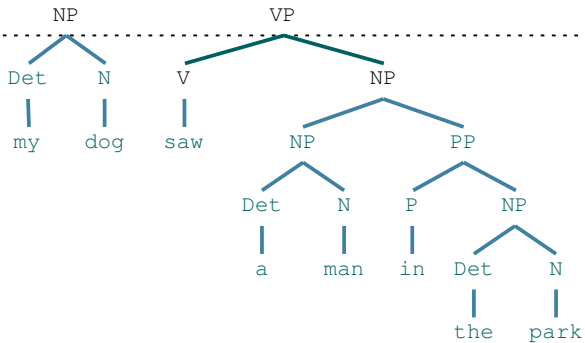 NP VP
Det N V NP
my dog saw NP PP
Det N P NP
a man in Det N
the park